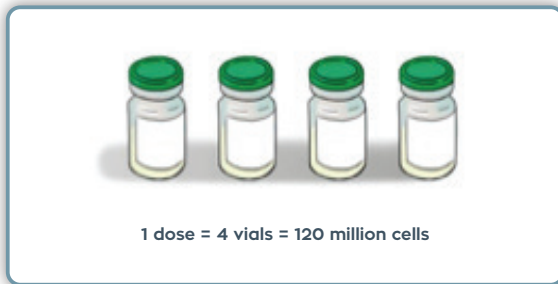 1 dose = 4 vials = 120 million cells